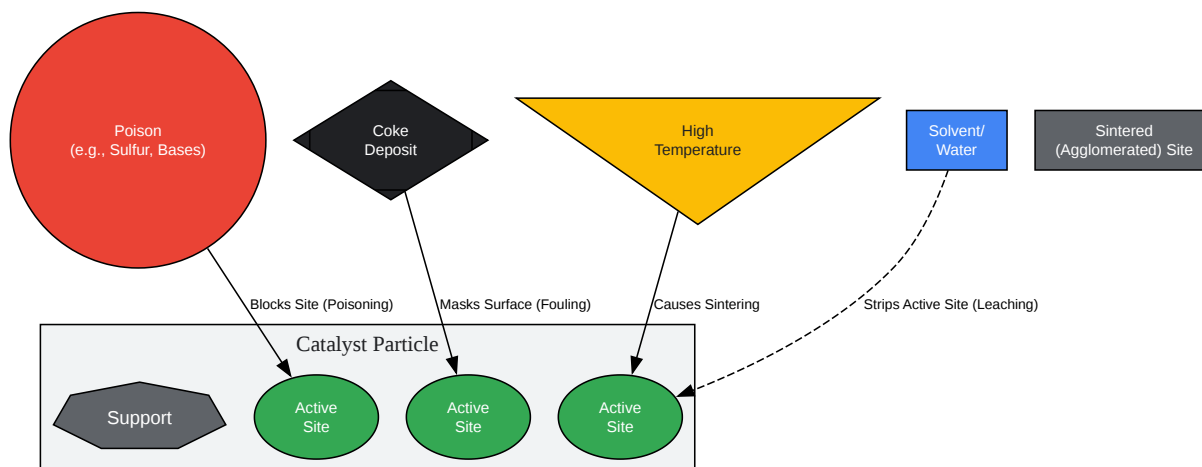 Poison
(e.g., Sulfur, Bases)
Coke
Deposit
High
Temperature
Solvent/
Water
Sintered
(Agglomerated) Site
Blocks Site (Poisoning)
Masks Surface (Fouling)
Causes Sintering
Strips Active Site (Leaching)
Catalyst Particle
Support
Active
Site
Active
Site
Active
Site